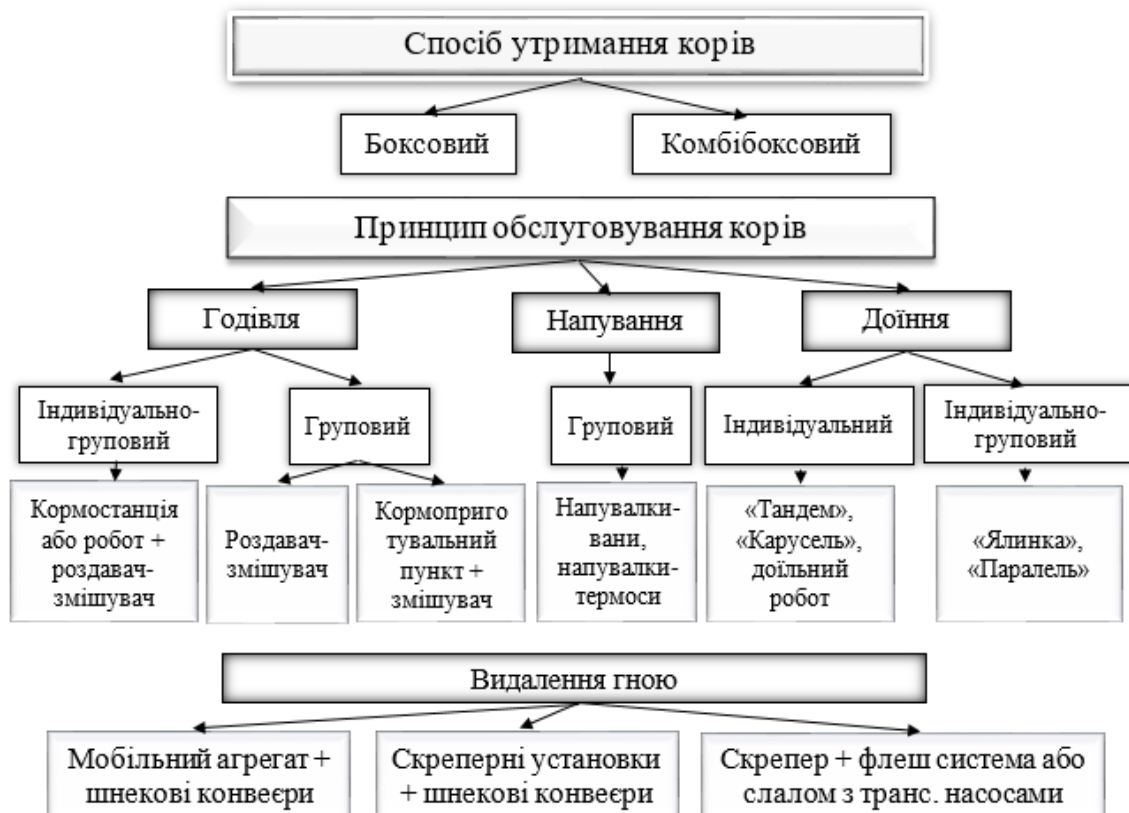 Спосіб утримання корів
Боксовий
Комбібоксовий
Принцип обслуговування корів
Годівля
Напування
Доїння
Індивідуально-
груповий
Груповий
Груповий
Індивідуальний
Індивідуально-
груповий
Кормостанція
або робот +
роздавач-
змішувач
Роздавач-
змішувач
Кормоприго
тувальний
пункт +
змішувач
Напувалки-
вани,
напувалки-
термоси
«Тандем»,
«Карусель»,
доїльний
робот
«Ялинка»,
«Паралель»
Видалення гною
Мобільний агрегат +
шнекові конвеєри
Скреперні установки
+ шнекові конвеєри
Скрепер + флеш система або
слалом з транс. насосами